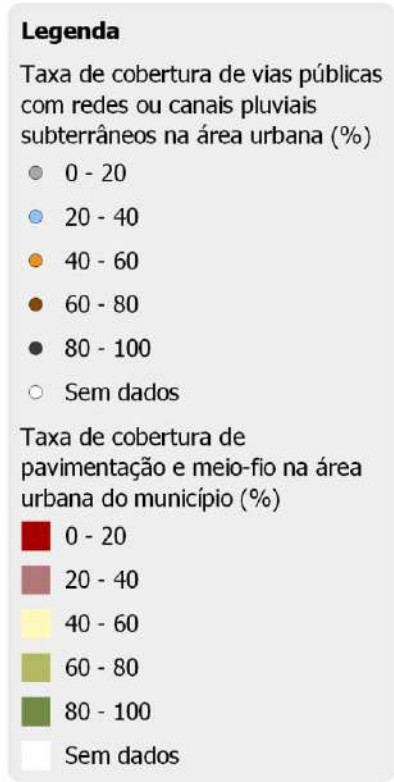 Legenda
Taxa de cobertura de vias públicas
com redes ou canais pluviais
subterrâneos na área urbana (%)
0 - 20
20 - 40
40 - 60
60 - 80
80 - 100
Sem dados
Taxa de cobertura de
pavimentação e meio-fio na área
urbana do município (%)
0 - 20
20 - 40
40 - 60
60 - 80
80 - 100
Sem dados